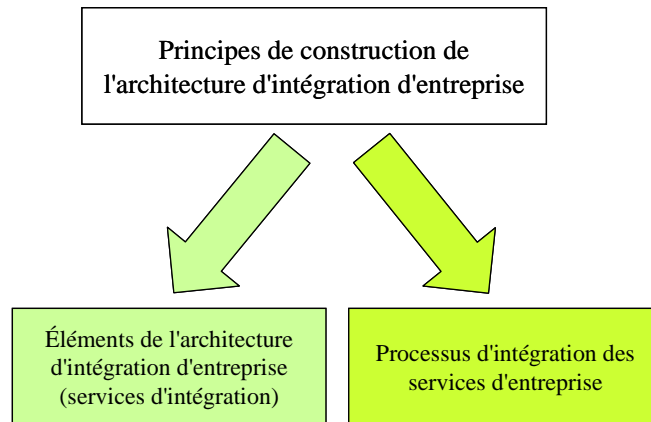 Principes de construction de
l'architecture d'intégration d'entreprise
Éléments de l'architecture
d'intégration d'entreprise
(services d'intégration)
Processus d'intégration des
services d'entreprise